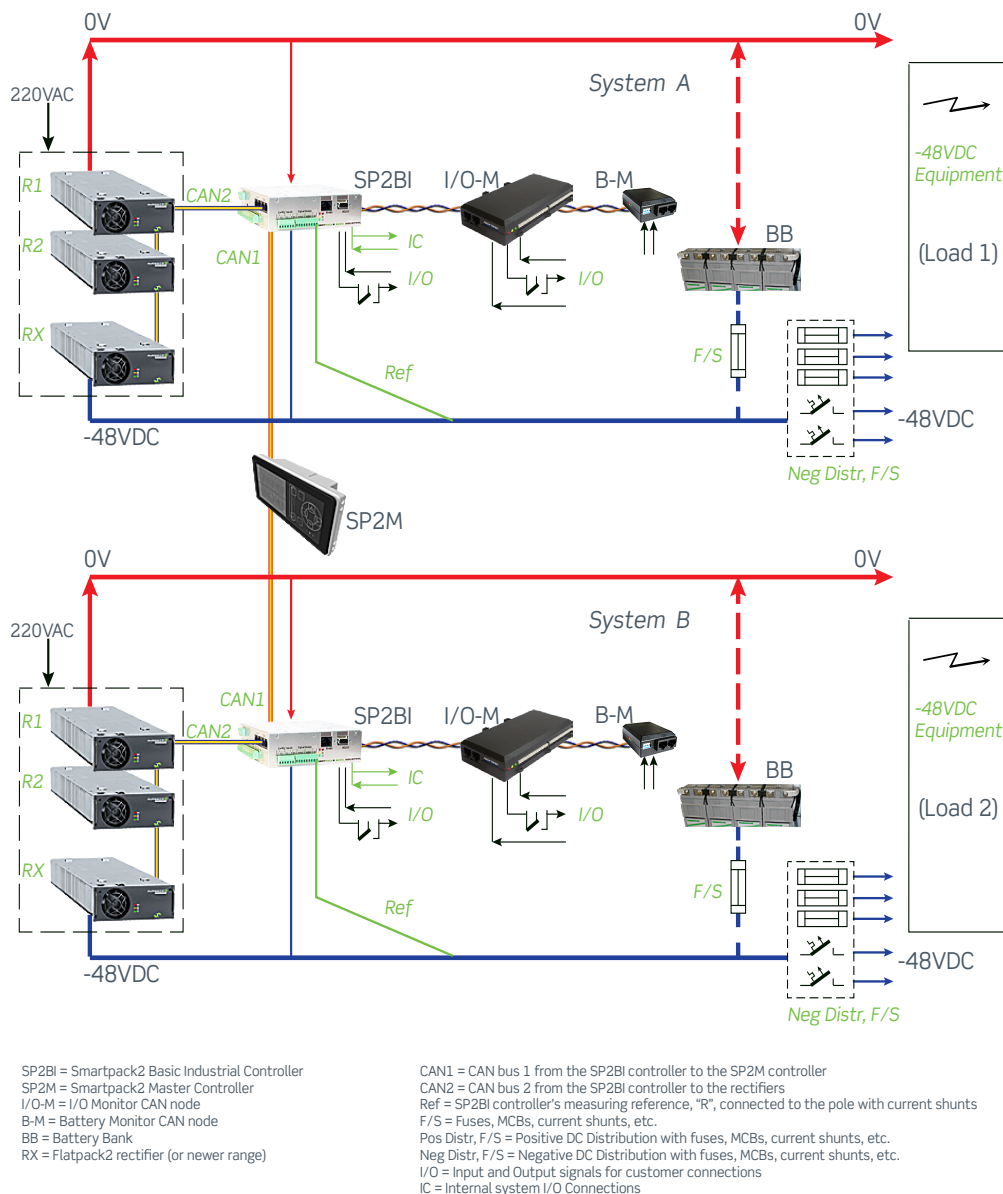 0V
0V
System A
220VAC
-48VDC
Equipment
R1
CAN2
SP2BI
I/O-M
B-M
R2
CAN1
IC
BB
(Load 1)
I/O
I/O
RX
F/S
Ref
-48VDC
-48VDC
Neg Distr, F/S
SP2M
0V
0V
System B
220VAC
-48VDC
Equipment
CAN1
R1
CAN2
SP2BI
I/O-M
B-M
R2
IC
BB
(Load 2)
I/O
I/O
RX
F/S
Ref
-48VDC
-48VDC
Neg Distr, F/S
SP2BI = Smartpack2 Basic Industrial Controller
SP2M = Smartpack2 Master Controller
I/O-M = I/O Monitor CAN node
B-M = Battery Monitor CAN node
BB = Battery Bank
RX = Flatpack2 rectifier (or newer range)
CAN1 = CAN bus 1 from the SP2BI controller to the SP2M controller
CAN2 = CAN bus 2 from the SP2BI controller to the rectifiers
Ref = SP2BI controller's measuring reference, “R”, connected to the pole with current shunts
F/S = Fuses, MCBs, current shunts, etc.
Pos Distr, F/S = Positive DC Distribution with fuses, MCBs, current shunts, etc.
Neg Distr, F/S = Negative DC Distribution with fuses, MCBs, current shunts, etc.
I/O = Input and Output signals for customer connections
IC = Internal system I/O Connections